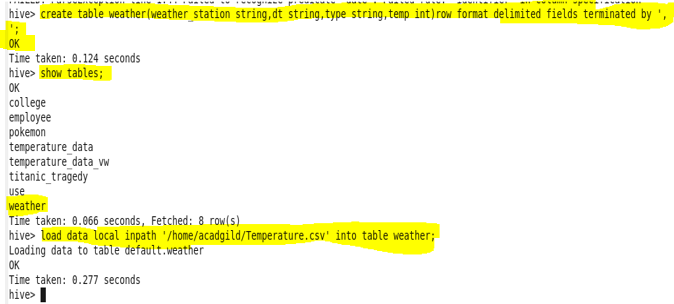 hive> create table weather(weather_station string,dt string,type string,temp int)row format delimited fields terminated by ',
';
OK
Time taken: 0.124 seconds
hive> show tables;
OK
college
employee
pokemon
temperature_data
temperature_data_vw
titanic_tragedy
use
weather
Time taken: 0.066 seconds, Fetched: 8 row(s)
hive> load data local inpath '/home/acadgild/Temperature.csv' into table weather;
Loading data to table default.weather
OK
Time taken: 0.277 seconds
hive>